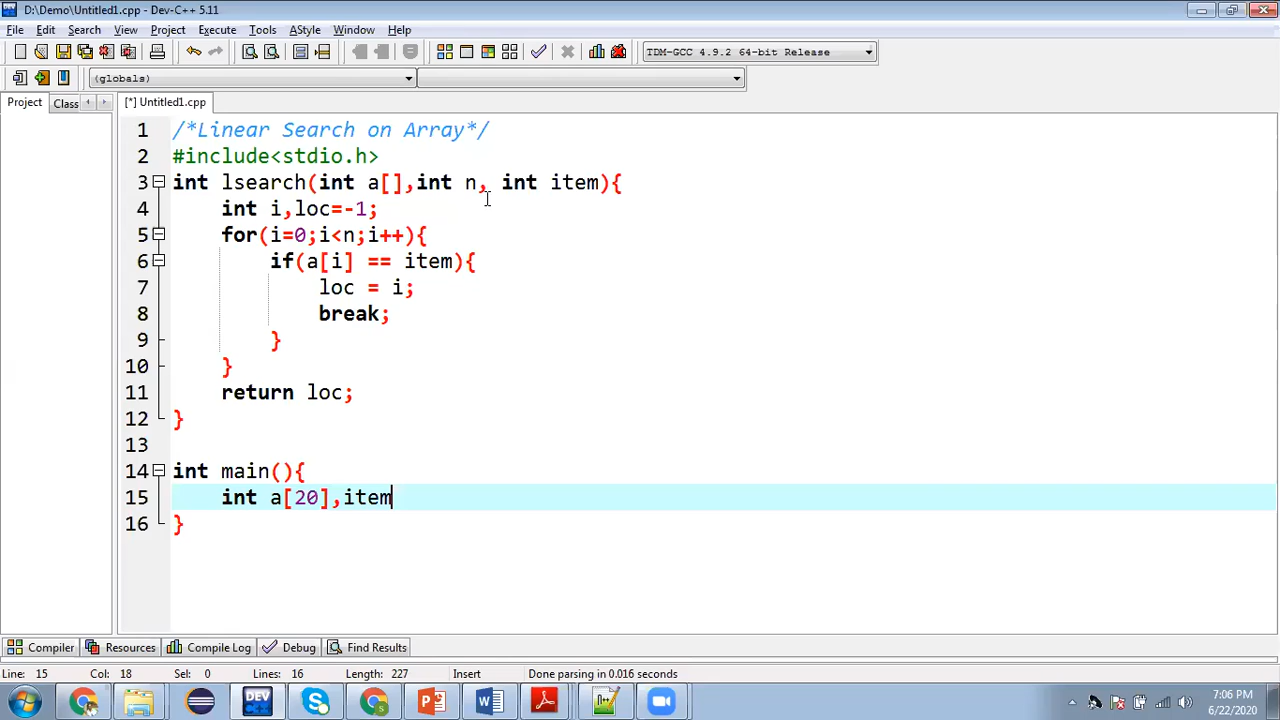 D:\Demo\Untitled1.cpp - Dev-C++ 5.11
File Edit Search View Project Execute Tools AStyle Window Help
TDM-GCC 4.9.2 64-bit Release
(globals)
Project Class [*] Untitled1.cpp
1 /*Linear Search on Array*/
2 #include<stdio.h>
3 int lsearch(int a[],int n, int item){
4 int i,loc=-1;
5 for(i=0;i<n;i++){
6 if(a[i] == item){
7 loc = i;
8 break;
9 }
10 }
11 return loc;
12 }
13
14 int main(){
15 int a[20],item
16 }
Compiler Resources Compile Log Debug Find Results
Line: 15 Col: 18 Sel: 0 Lines: 16 Length: 227 Insert Done parsing in 0.016 seconds
DEV
7:06 PM
6/22/2020